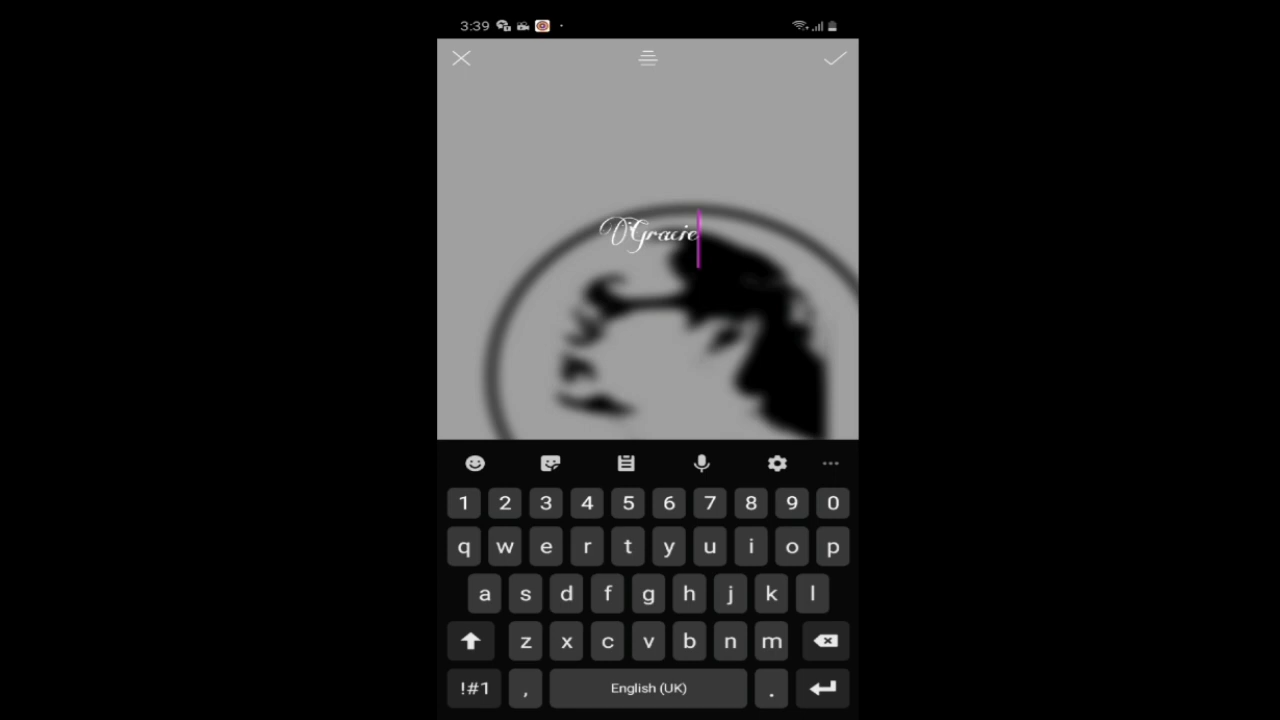 3:39
D'Gracie
1 2 3 4 5 6 7 8 9 0
q w e r t y u i o p
a s d f g h j k l
z x c v b n m
!#1 , English (UK) .